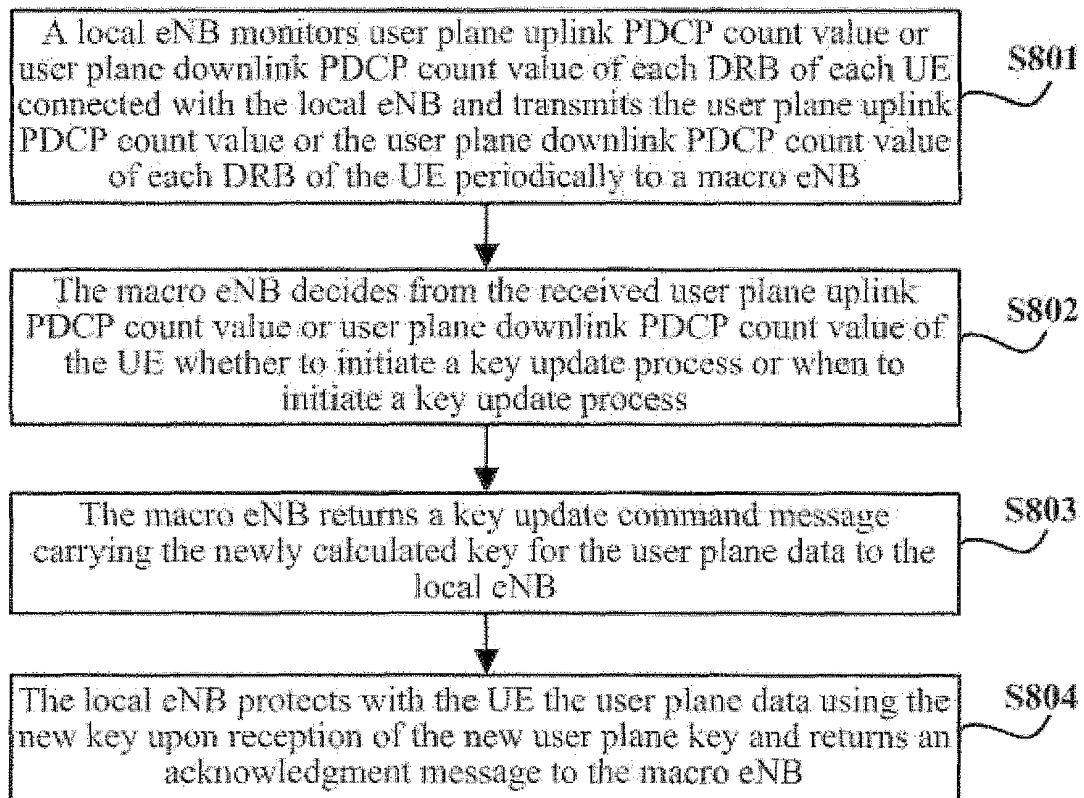 A local eNB monitors user plane uplink PDCP count value or
user plane downlink PDCP count value of each DRB of each UE
connected with the local eNB and transmits the user plane uplink
PDCP count value or the user plane downlink PDCP count value
of each DRB of the UE periodically to a macro eNB
S801
The macro eNB decides from the received user plane uplink
PDCP count value or user plane downlink PDCP count value of
the UE whether to initiate a key update process or when to
initiate a key update process
S802
The macro eNB returns a key update command message
carrying the newly calculated key for the user plane data to the
local eNB
S803
The local eNB protects with the UE the user plane data using the
new key upon reception of the new user plane key and returns an
acknowledgment message to the macro eNB
S804